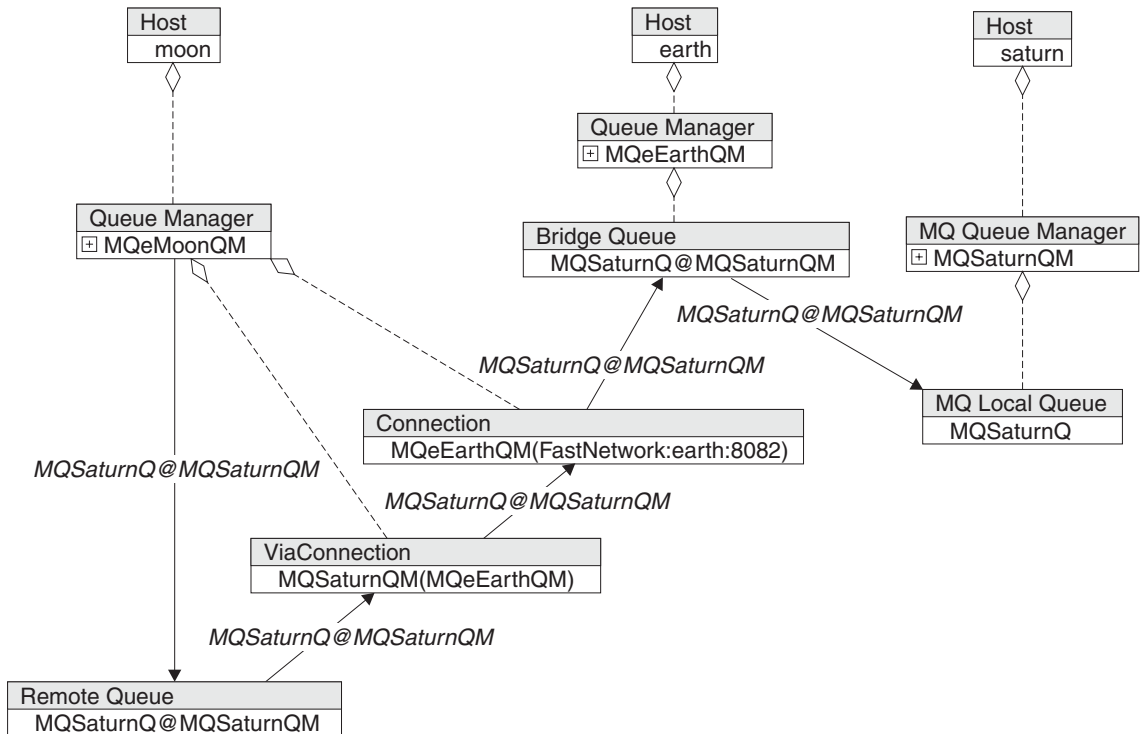 Host
moon
Host
earth
Host
saturn
Queue Manager
MQeEarthQM
Queue Manager
MQeMoonQM
Bridge Queue
MQSaturnQ@MQSaturnQM
MQ Queue Manager
MQSaturnQM
MQSaturnQ@MQSaturnQM
MQSaturnQ@MQSaturnQM
MQ Local Queue
MQSaturnQ
Connection
MQeEarthQM(FastNetwork:earth:8082)
MQSaturnQ@MQSaturnQM
MQSaturnQ@MQSaturnQM
ViaConnection
MQSaturnQM(MQeEarthQM)
MQSaturnQ@MQSaturnQM
Remote Queue
MQSaturnQ@MQSaturnQM